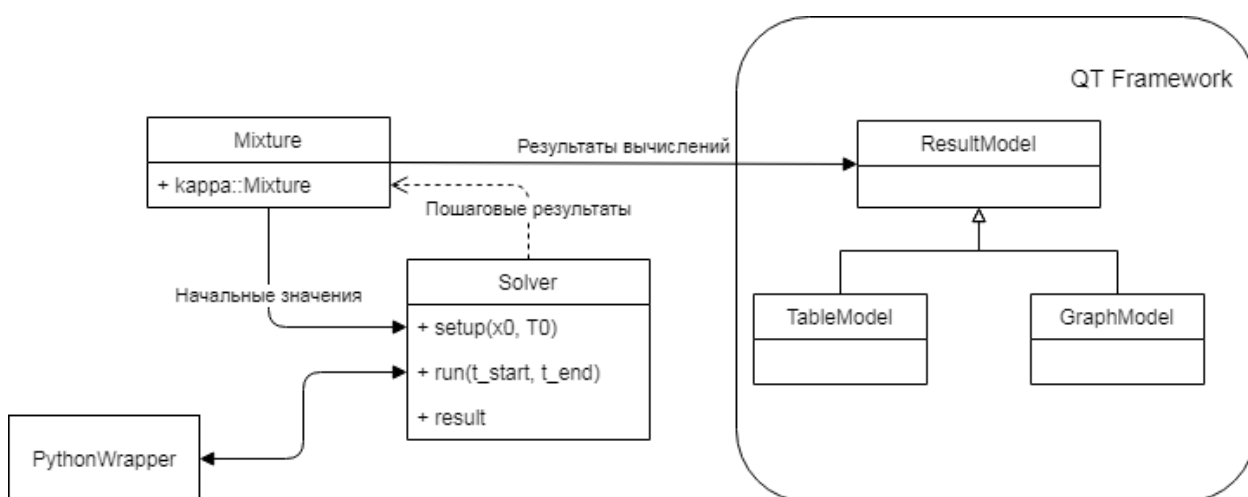 QT Framework
Mixture
+ kappa::Mixture
Результаты вычислений
ResultModel
Пошаговые результаты
Начальные значения
Solver
+ setup(x0, T0)
+ run(t_start, t_end)
+ result
TableModel
GraphModel
PythonWrapper